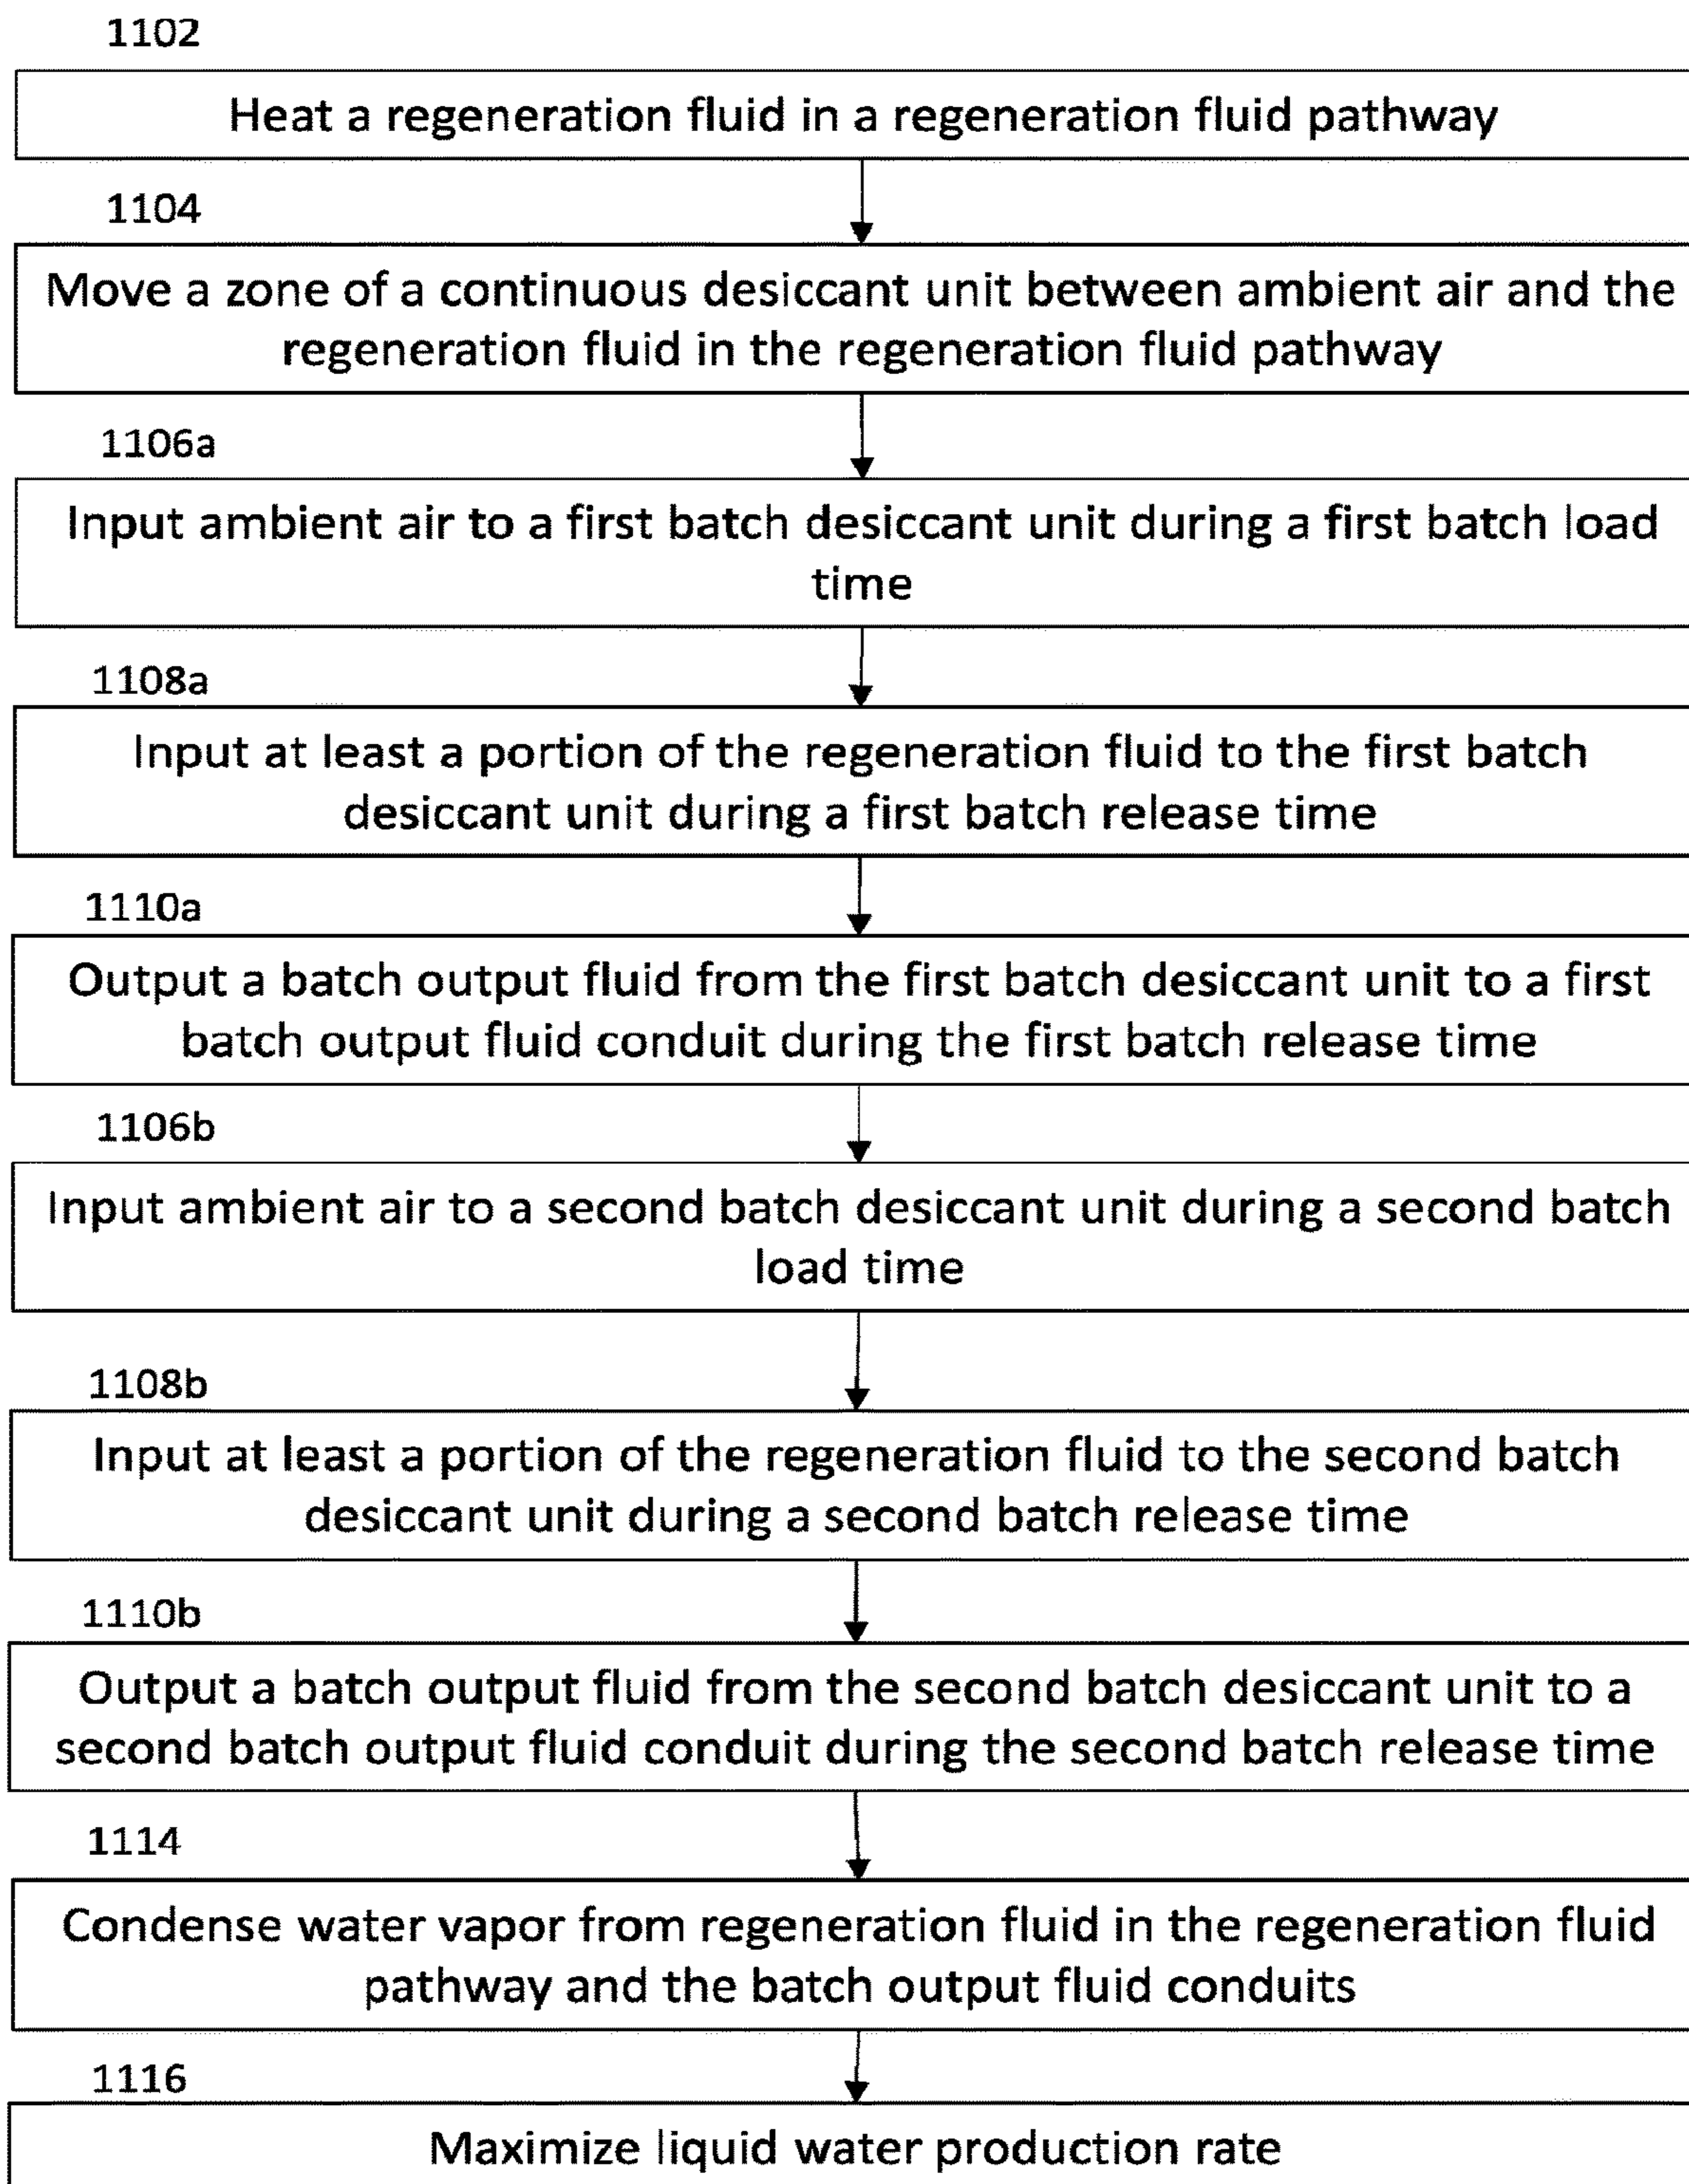 1102
Heat a regeneration fluid in a regeneration fluid pathway
1104
Move a zone of a continuous desiccant unit between ambient air and the
regeneration fluid in the regeneration fluid pathway
1106a
Input ambient air to a first batch desiccant unit during a first batch load
time
1108a
Input at least a portion of the regeneration fluid to the first batch
desiccant unit during a first batch release time
1110a
Output a batch output fluid from the first batch desiccant unit to a first
batch output fluid conduit during the first batch release time
1106b
Input ambient air to a second batch desiccant unit during a second batch
load time
1108b
Input at least a portion of the regeneration fluid to the second batch
desiccant unit during a second batch release time
1110b
Output a batch output fluid from the second batch desiccant unit to a
second batch output fluid conduit during the second batch release time
1114
Condense water vapor from regeneration fluid in the regeneration fluid
pathway and the batch output fluid conduits
1116
Maximize liquid water production rate